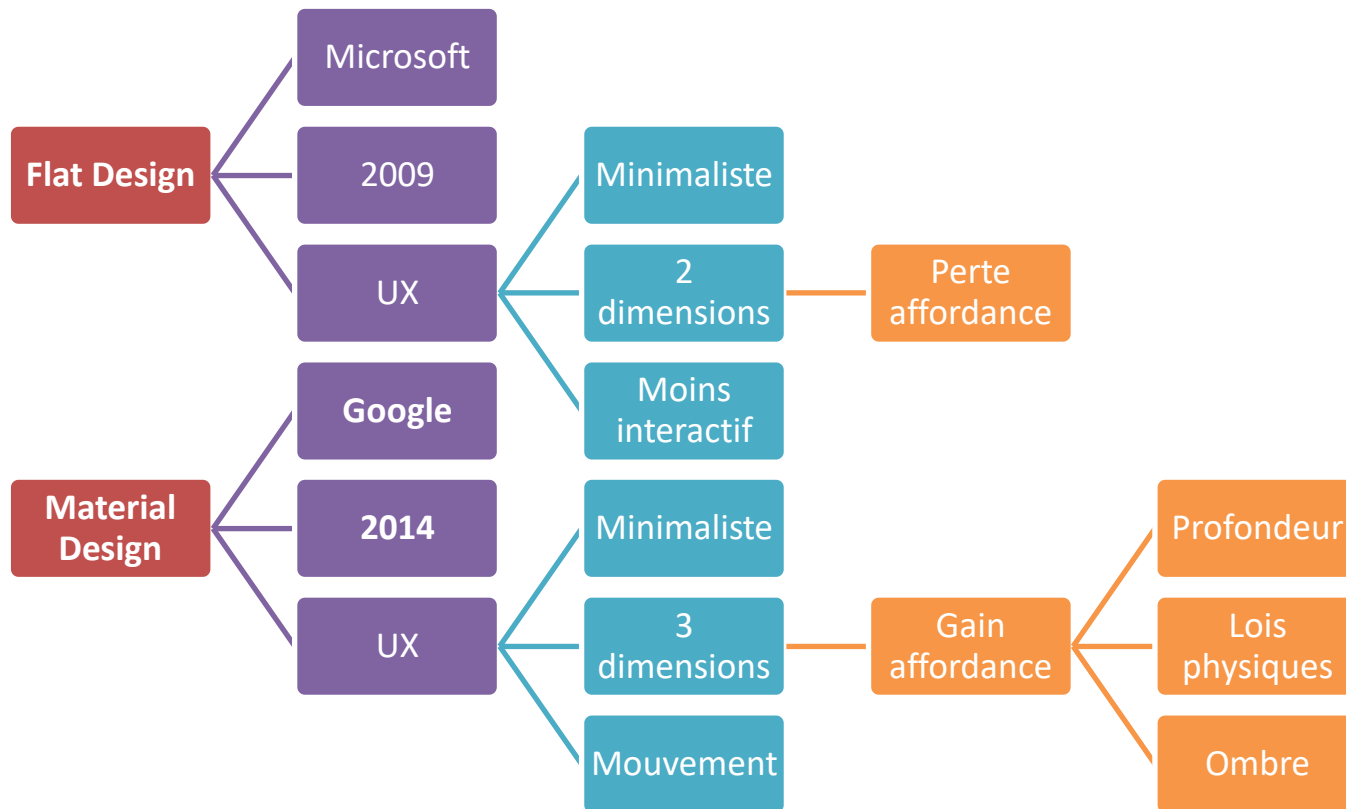 Flat Design
Microsoft
2009
UX
Minimaliste
2
dimensions
Moins
interactif
Perte
affordance
Material
Design
Google
2014
UX
Minimaliste
3
dimensions
Mouvement
Gain
affordance
Profondeur
Lois
physiques
Ombre